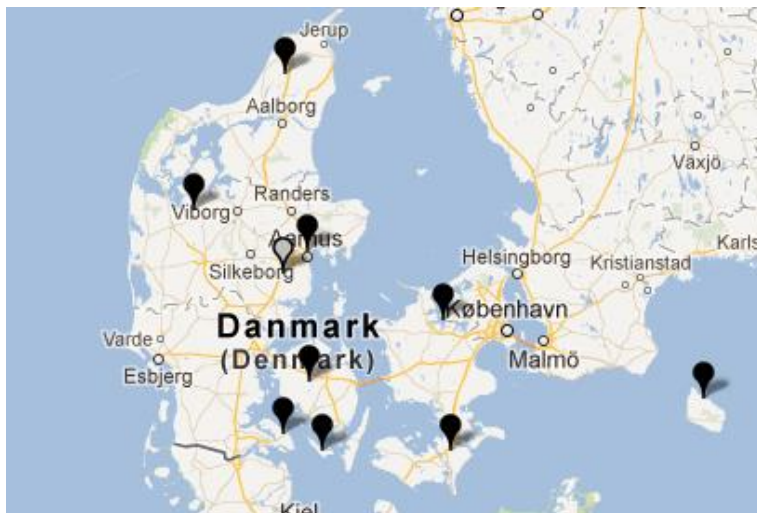 Jerup
Aalborg
Växjö
Randers
Viborg
Aarhus
Silkeborg
Helsingborg
Kristianstad
Karls
København
Danmark
(Denmark)
Malmö
Varde
Esbjerg
Kiel